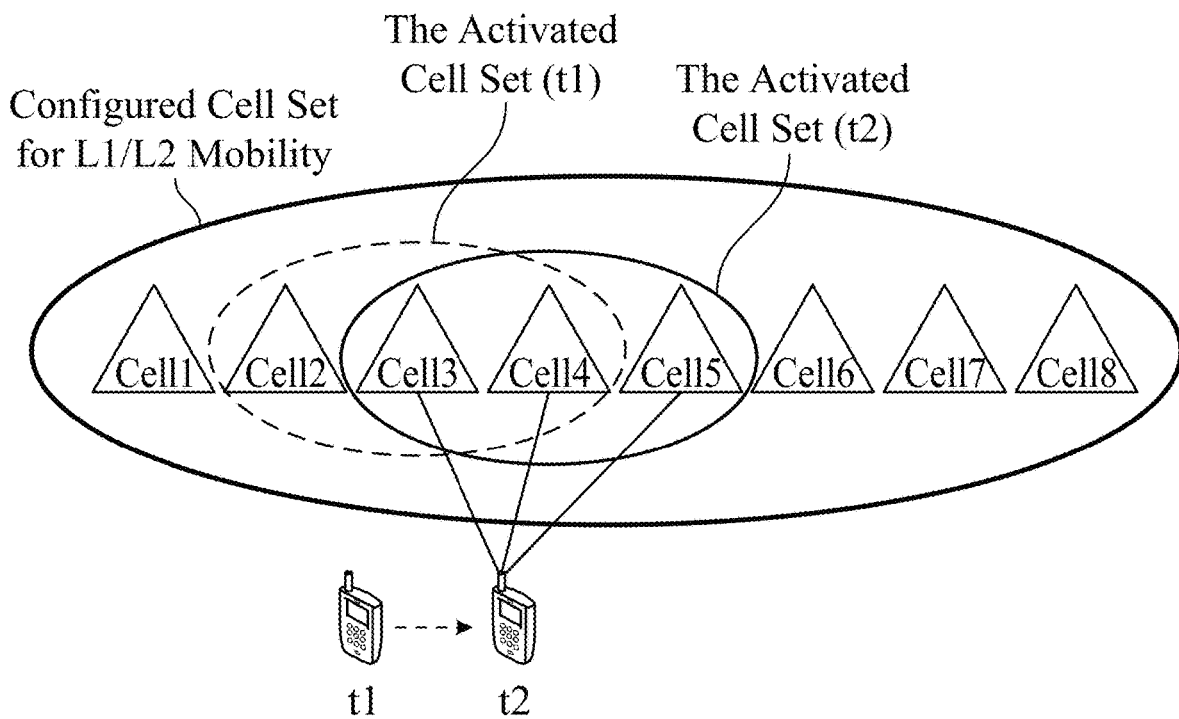 The Activated
Cell Set (t1)
The Activated
Cell Set (t2)
Configured Cell Set
for L1/L2 Mobility
Cell1 Cell2 Cell3 Cell4 Cell5 Cell6 Cell7 Cell8
t1 t2